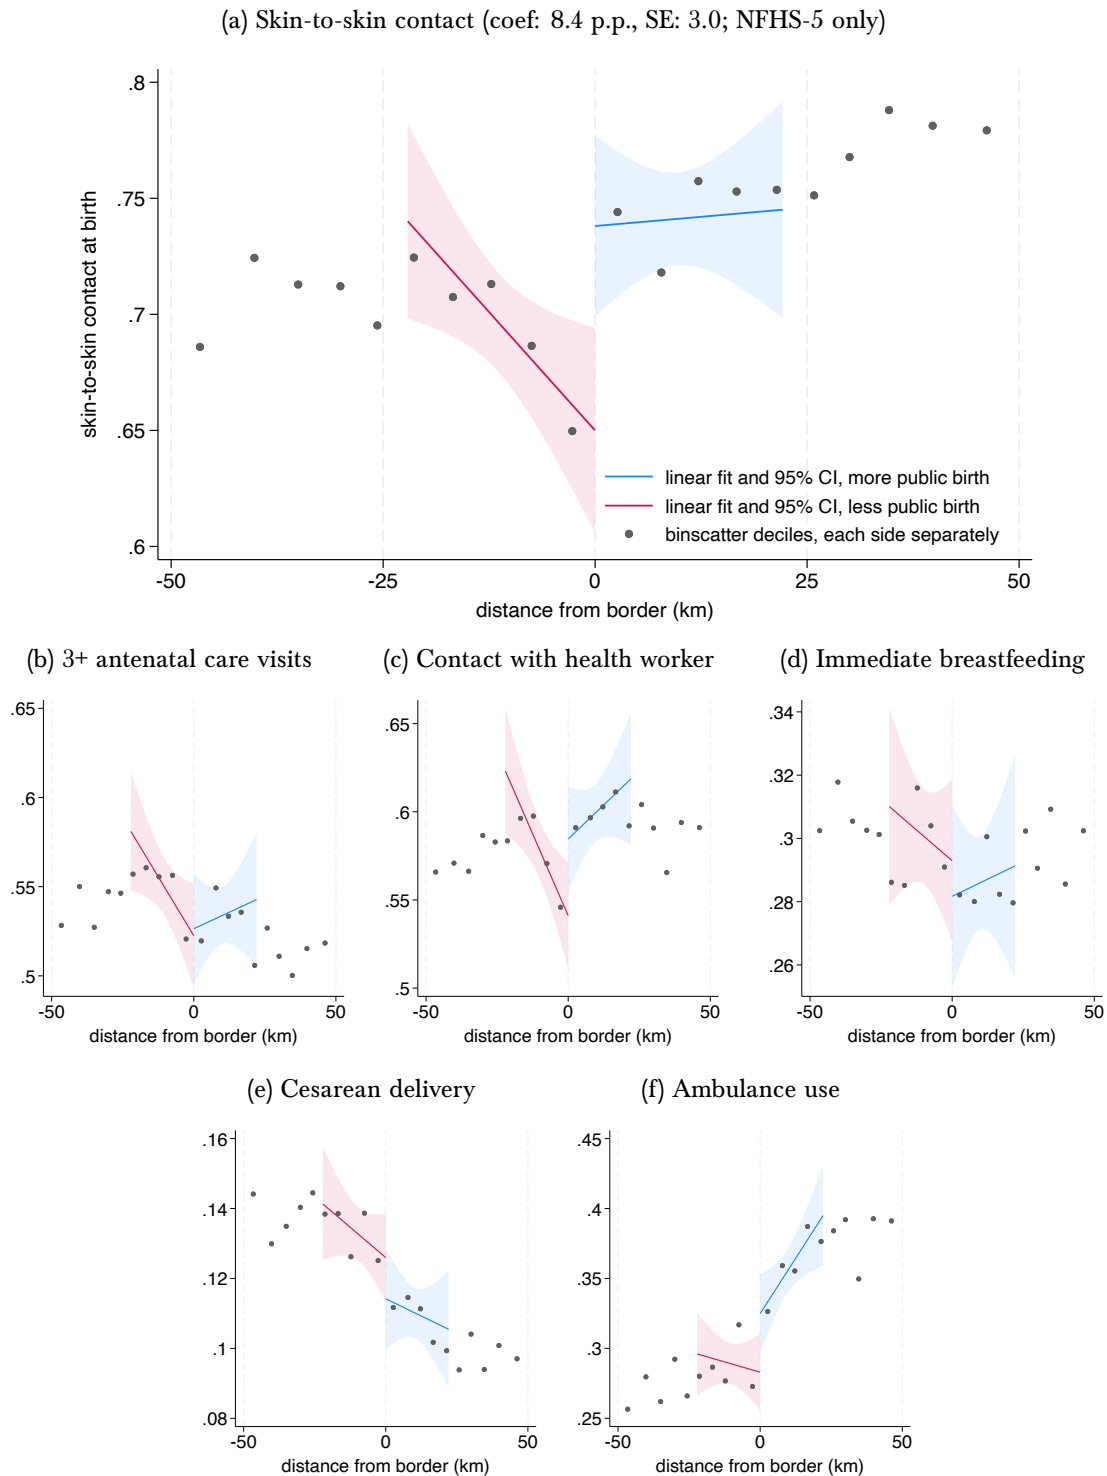 (a) Skin-to-skin contact (coef: 8.4 p.p., SE: 3.0; NFHS-5 only)
.8
.75
.7
.65
.6
skin-to-skin contact at birth
linear fit and 95% CI, more public birth
linear fit and 95% CI, less public birth
binscatter deciles, each side separately
-50 -25 0 25 50
distance from border (km)
(b) 3+ antenatal care visits
.65
.6
.55
.5
-50 0 50
distance from border (km)
(c) Contact with health worker
.65
.6
.55
.5
-50 0 50
distance from border (km)
(d) Immediate breastfeeding
.34
.32
.3
.28
.26
-50 0 50
distance from border (km)
(e) Cesarean delivery
.16
.14
.12
.1
.08
-50 0 50
distance from border (km)
(f) Ambulance use
.45
.4
.35
.3
.25
-50 0 50
distance from border (km)